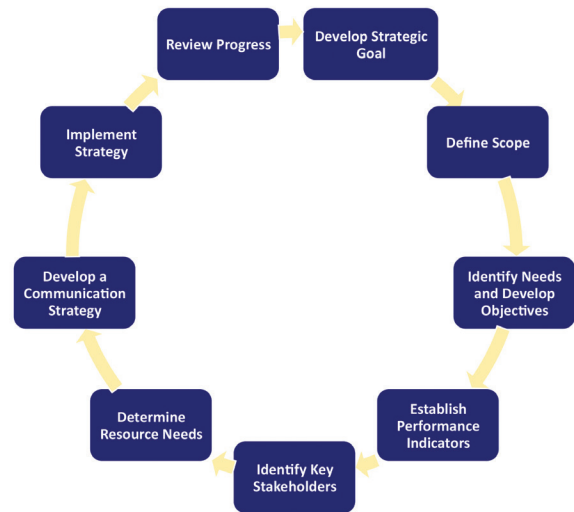 Review Progress
Develop Strategic
Goal
Define Scope
Identify Needs
and Develop
Objectives
Establish
Performance
Indicators
Identify Key
Stakeholders
Determine
Resource Needs
Develop a
Communication
Strategy
Implement
Strategy